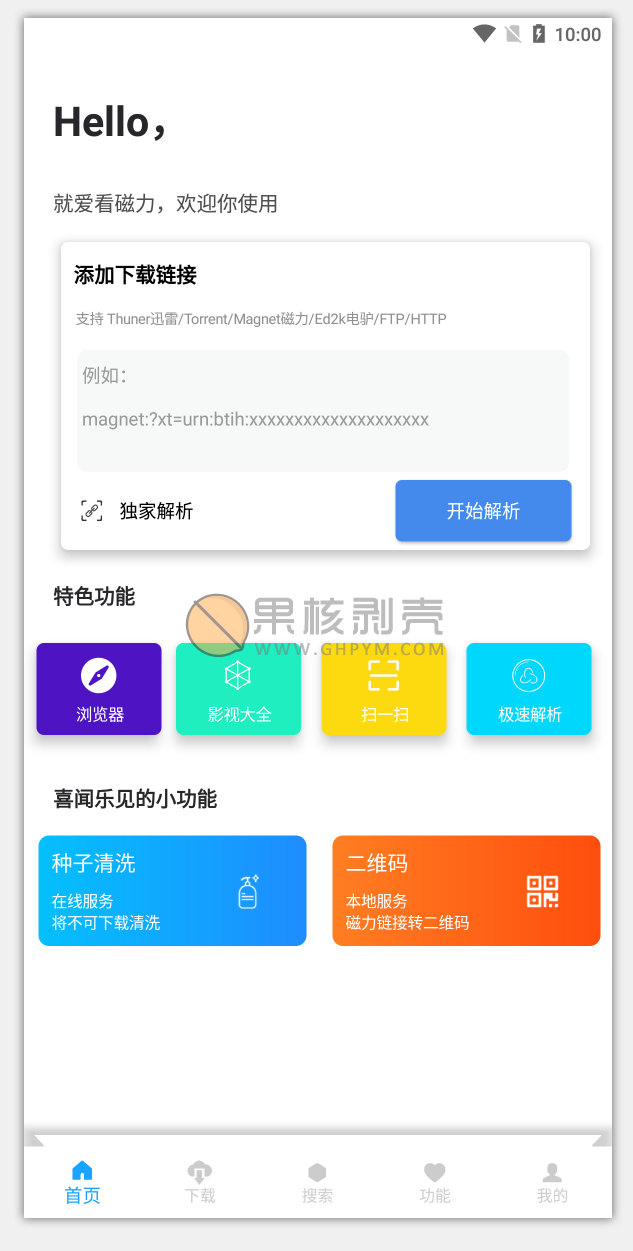 10:00
Hello，
就爱看磁力，欢迎你使用
添加下载链接
支持 Thuner迅雷/Torrent/Magnet磁力/Ed2k电驴/FTP/HTTP
例如：
magnet:?xt=urn:btih:xxxxxxxxxxxxxxxxxxxx
独家解析
开始解析
特色功能
果核剥壳
WWW.GHPYM.COM
浏览器
影视大全
扫一扫
极速解析
喜闻乐见的小功能
种子清洗
在线服务
将不可下载清洗
二维码
本地服务
磁力链接转二维码
首页
下载
搜索
功能
我的